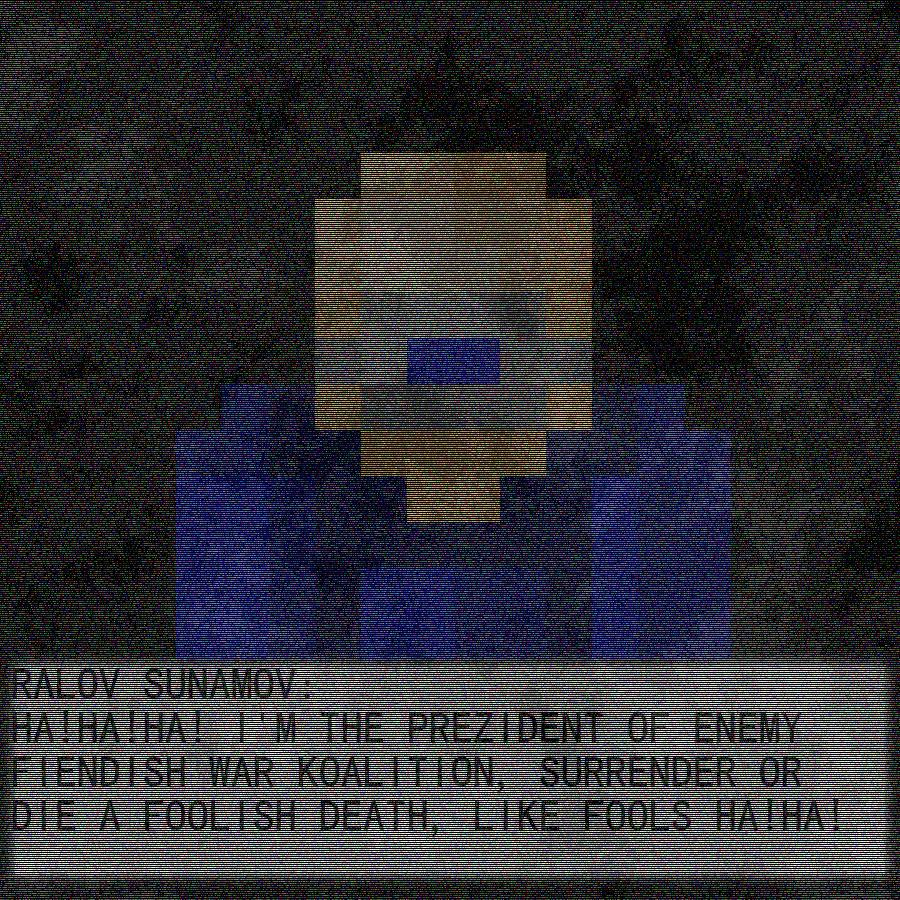 RALOV SUNAMOV.
HA!HA!HA! I'M THE PREZIDENT OF ENEMY
FIENDISH WAR KOALITION, SURRENDER OR
DIE A FOOLISH DEATH, LIKE FOOLS HA!HA!